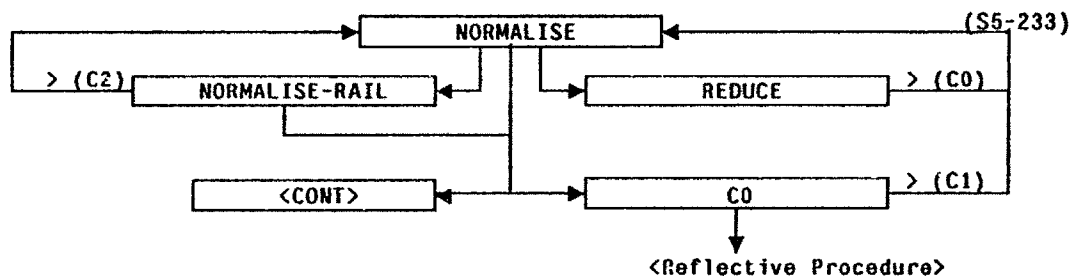 (S5-233)
NORMALISE
> (C2)
NORMALISE-RAIL
REDUCE
> (C0)
<CONT>
C0
> (C1)
<Reflective Procedure>